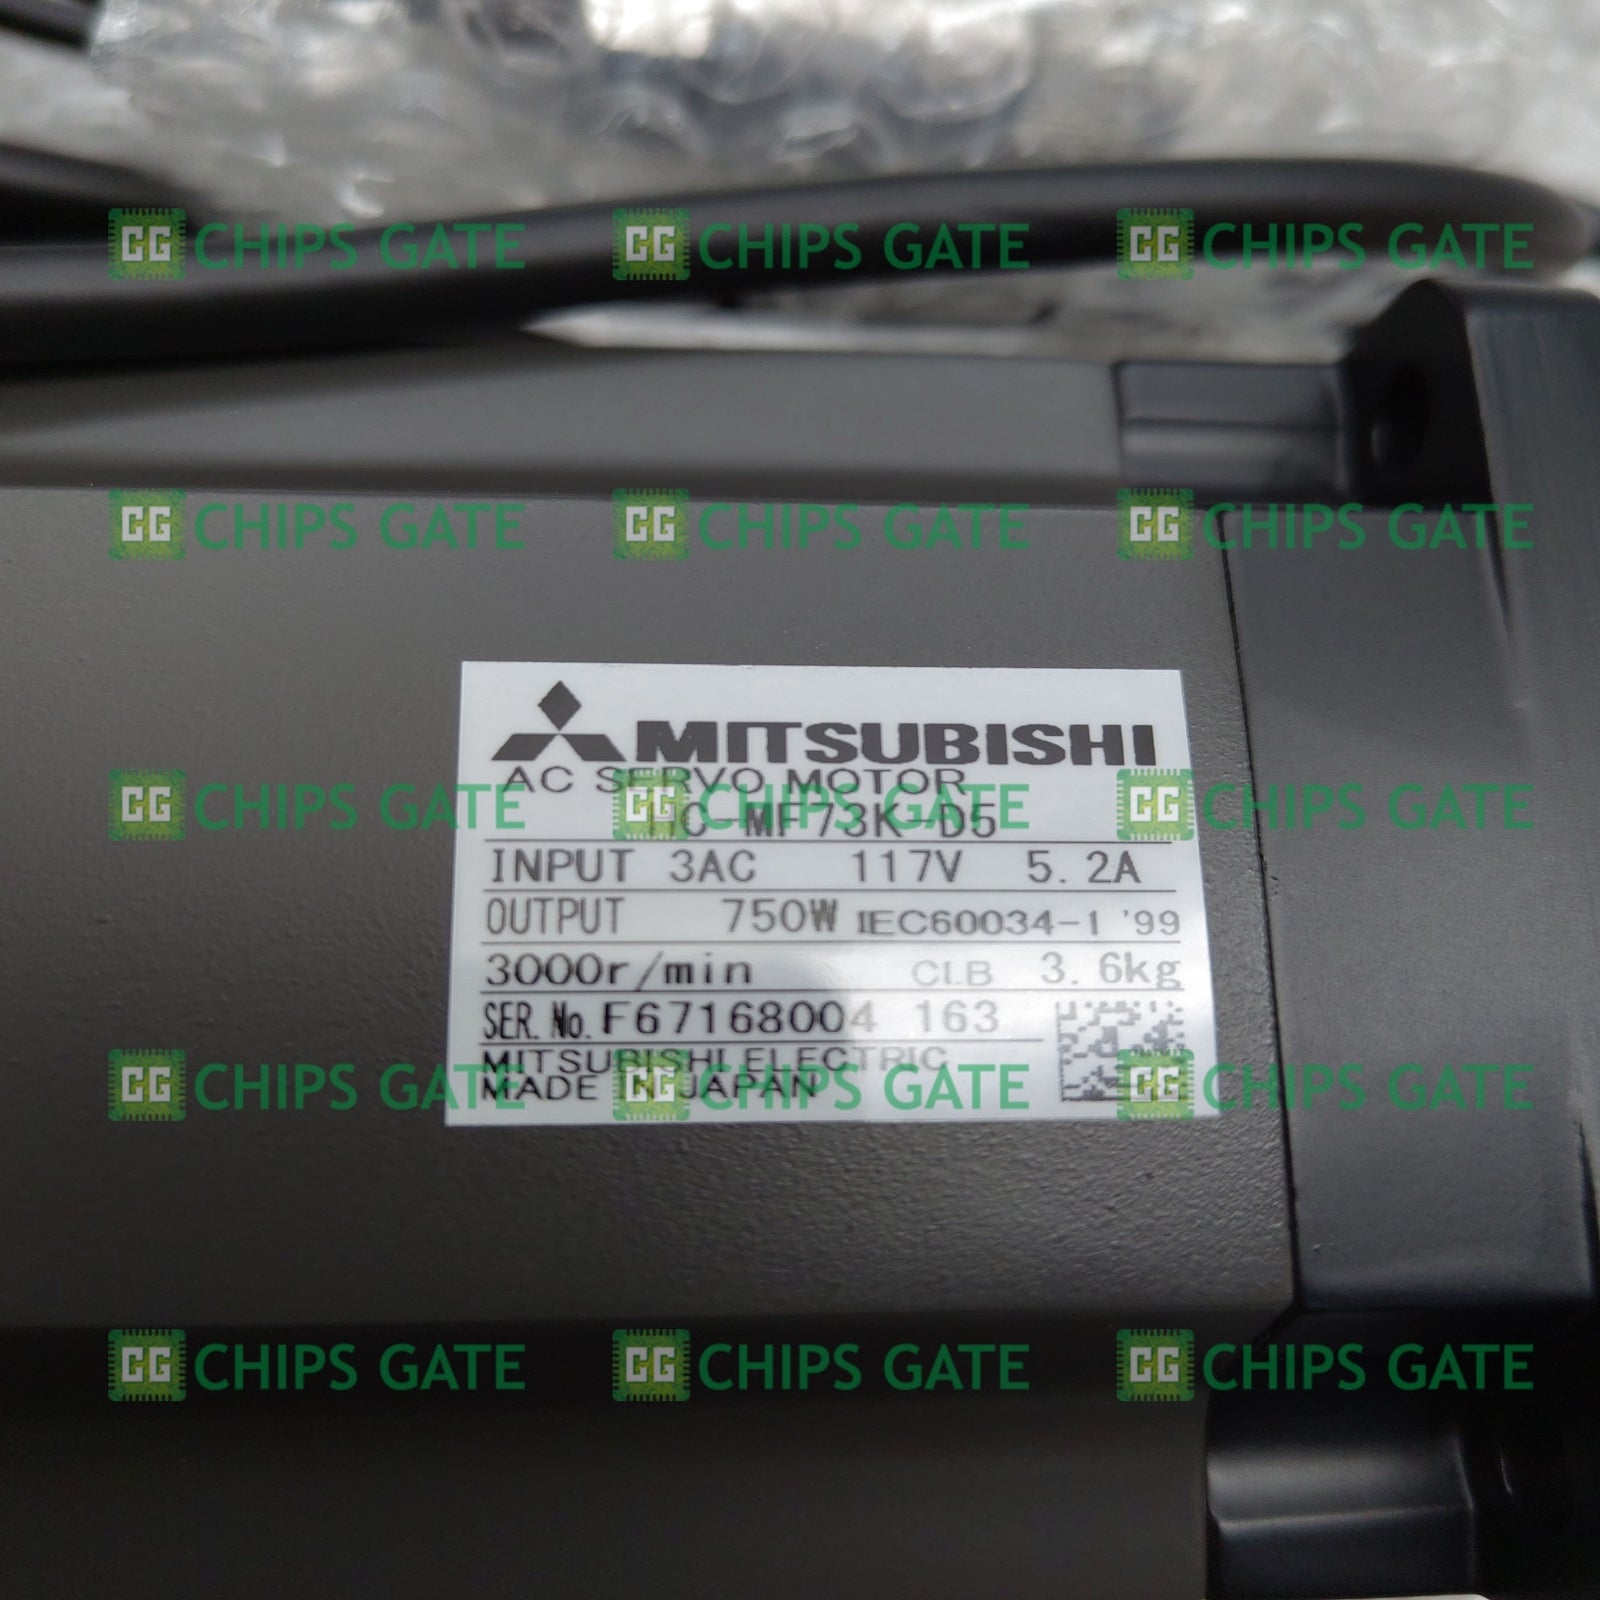 CG CHIPS GATE CG CHIPS GATE CG CHIPS GATE
CG CHIPS GATE CG CHIPS GATE CG CHIPS GATE
MITSUBISHI
AC SERVO MOTOR
CG CHIPS GATE CG CHIPS GATE CG CHIPS GATE
HC-MF73K-D5
INPUT 3AC 117V 5.2A
OUTPUT 750W IEC60034-1 '99
3000r/min CI.B 3.6kg
SER.No.F67168004 163
MITSUBISHI ELECTRIC
CG CHIPS GATE CG CHIPS GATE CG CHIPS GATE
MADE IN JAPAN
CG CHIPS GATE CG CHIPS GATE CG CHIPS GATE